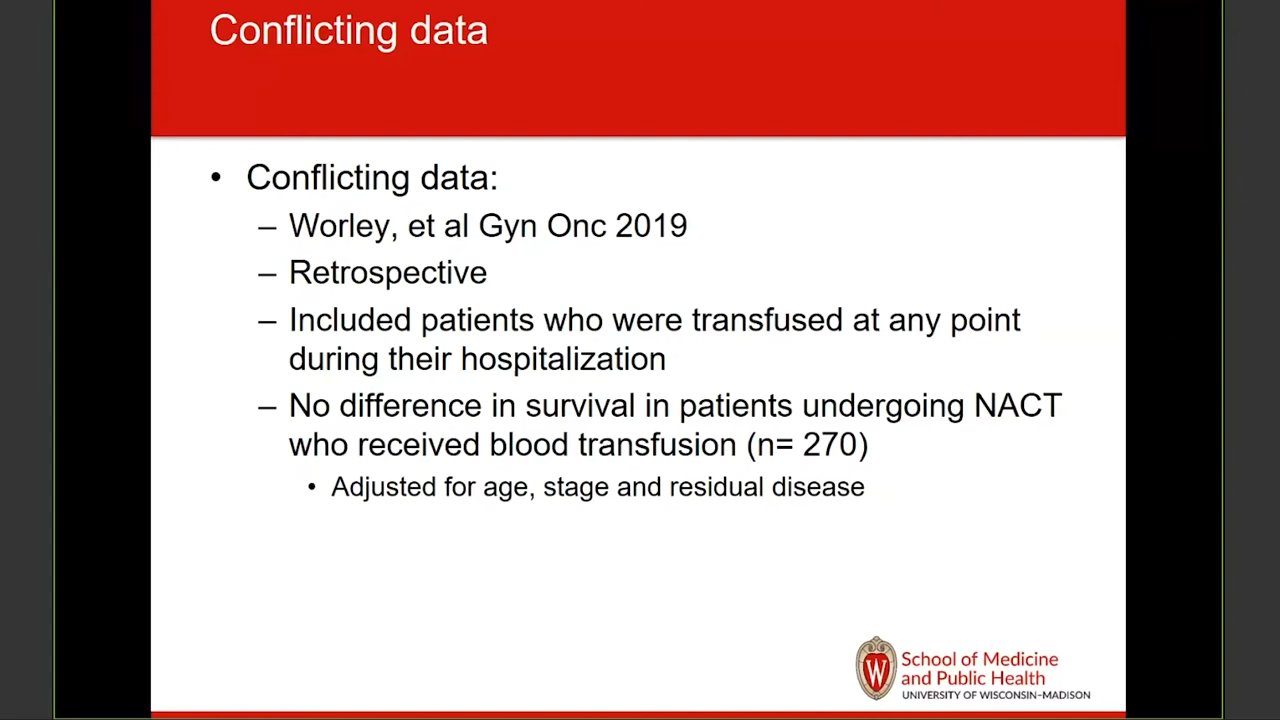 Conflicting data
• Conflicting data:
– Worley, et al Gyn Onc 2019
– Retrospective
– Included patients who were transfused at any point
during their hospitalization
– No difference in survival in patients undergoing NACT
who received blood transfusion (n= 270)
• Adjusted for age, stage and residual disease
W
School of Medicine
and Public Health
UNIVERSITY OF WISCONSIN–MADISON